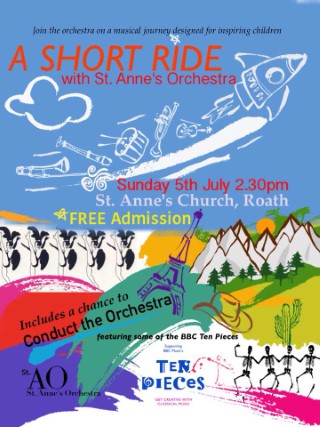 Join the orchestra on a musical journey designed for inspiring children
A SHORT RIDE
with St. Anne's Orchestra
Sunday 5th July 2.30pm
St. Anne's Church, Roath
FREE Admission
Includes a chance to
Conduct the Orchestra
featuring some of the BBC Ten Pieces
Supporting
BBC Music's
TEN
PIECES
GET CREATIVE WITH
CLASSICAL MUSIC
St.
AO
St. Anne's Orchestra